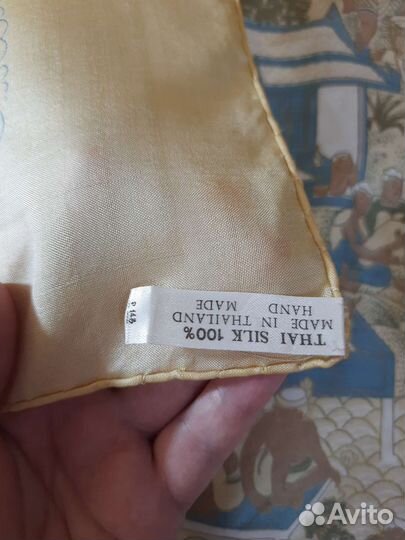 THAI SILK 100%
MADE IN THAILAND
HAND MADE
Avito